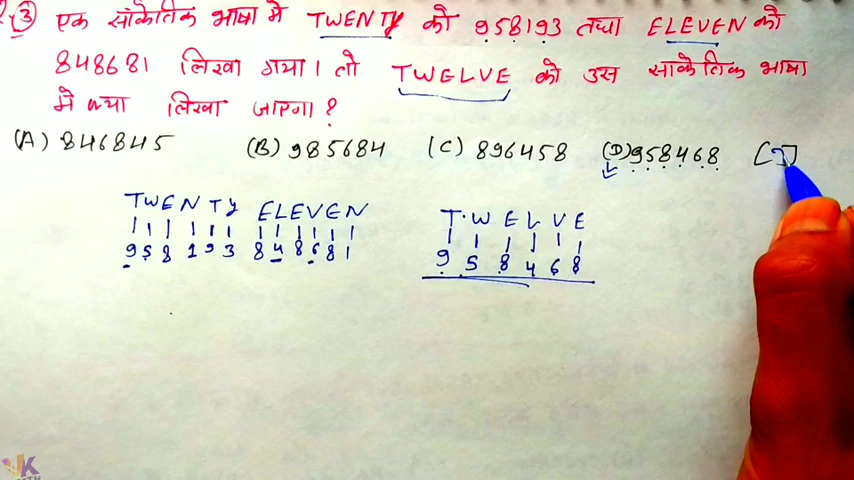 ③ एक सांकेतिक भाषा में TWENTY को 958193 तथा ELEVEN को
848681 लिखा गया। तो TWELVE को उस सांकेतिक भाषा
में क्या लिखा जाएगा?
(A) 846845 (B) 985684 (C) 896458 (D) 958468 [ ]
TWENTY ELEVEN TWELVE
958193 848681 958468